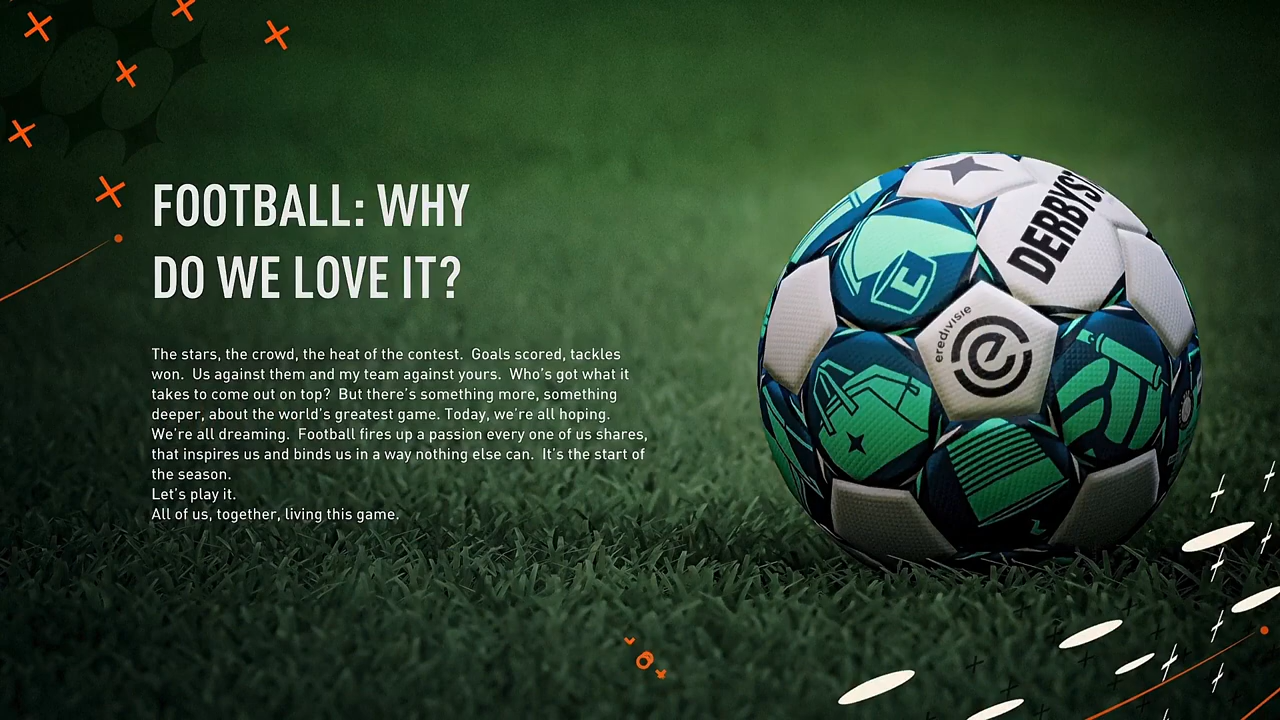 FOOTBALL: WHY
DO WE LOVE IT?
The stars, the crowd, the heat of the contest.  Goals scored, tackles
won.  Us against them and my team against yours.  Who's got what it
takes to come out on top?  But there's something more, something
deeper, about the world's greatest game. Today, we're all hoping.
We're all dreaming.  Football fires up a passion every one of us shares,
that inspires us and binds us in a way nothing else can.  It's the start of
the season.
Let's play it.
All of us, together, living this game.
DERBYST
eredivisie